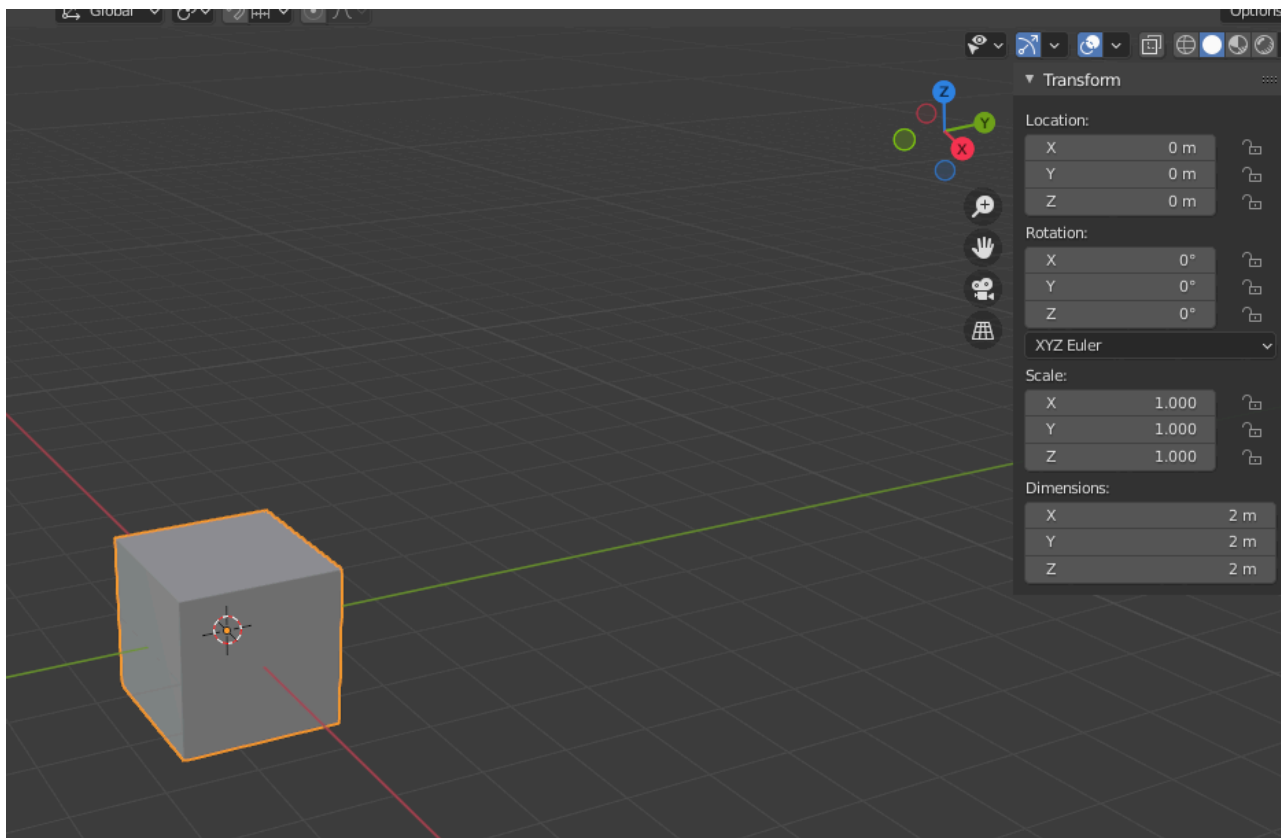 Global
Options
Transform
Z
Y
X
Location:
X 0 m
Y 0 m
Z 0 m
Rotation:
X 0°
Y 0°
Z 0°
XYZ Euler
Scale:
X 1.000
Y 1.000
Z 1.000
Dimensions:
X 2 m
Y 2 m
Z 2 m